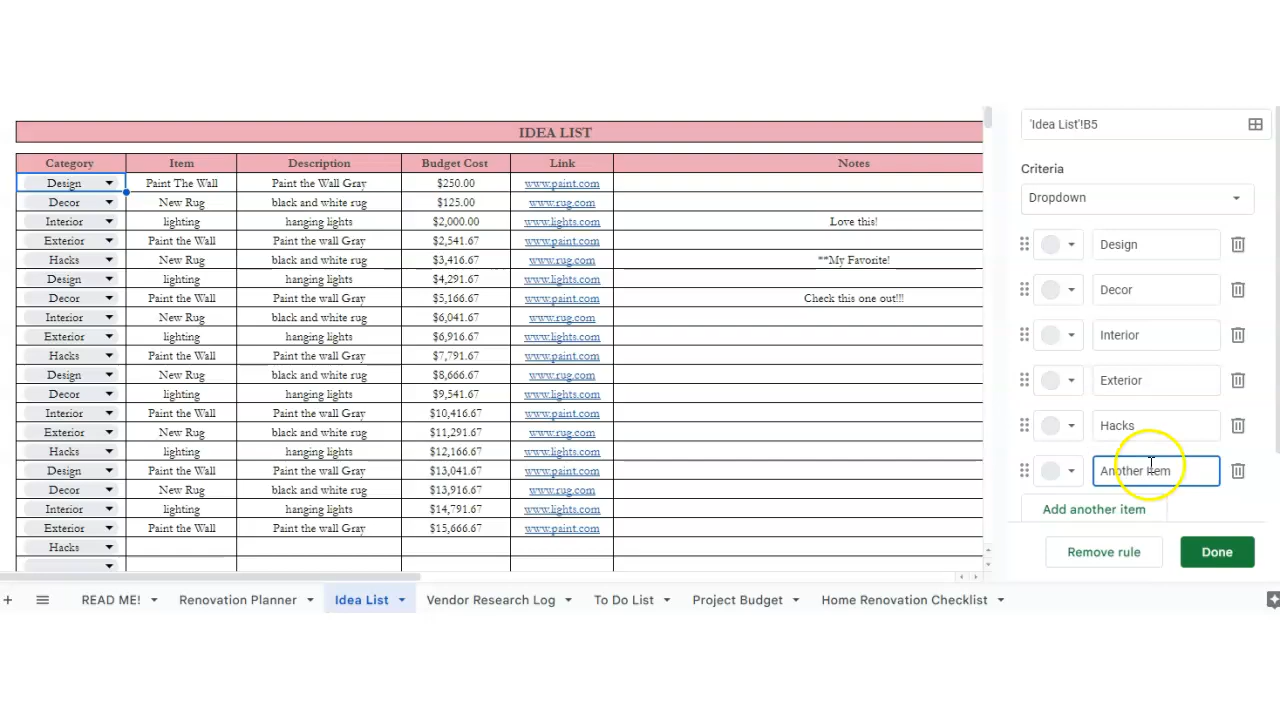 IDEA LIST
Category Item Description Budget Cost Link Notes
Design Paint The Wall Paint the Wall Gray $250.00 www.paint.com
Decor New Rug black and white rug $125.00 www.rug.com
Interior lighting hanging lights $2,000.00 www.lights.com Love this!
Exterior Paint the Wall Paint the wall Gray $2,541.67 www.paint.com
Hacks New Rug black and white rug $3,416.67 www.rug.com **My Favorite!
Design lighting hanging lights $4,291.67 www.lights.com
Decor Paint the Wall Paint the wall Gray $5,166.67 www.paint.com Check this one out!!!
Interior New Rug black and white rug $6,041.67 www.rug.com
Exterior lighting hanging lights $6,916.67 www.lights.com
Hacks Paint the Wall Paint the wall Gray $7,791.67 www.paint.com
Design New Rug black and white rug $8,666.67 www.rug.com
Decor lighting hanging lights $9,541.67 www.lights.com
Interior Paint the Wall Paint the wall Gray $10,416.67 www.paint.com
Exterior New Rug black and white rug $11,291.67 www.rug.com
Hacks lighting hanging lights $12,166.67 www.lights.com
Design Paint the Wall Paint the wall Gray $13,041.67 www.paint.com
Decor New Rug black and white rug $13,916.67 www.rug.com
Interior lighting hanging lights $14,791.67 www.lights.com
Exterior Paint the Wall Paint the wall Gray $15,666.67 www.paint.com
Hacks
'Idea List'!B5
Criteria
Dropdown
Design
Decor
Interior
Exterior
Hacks
Another item
Add another item
Remove rule Done
READ ME! Renovation Planner Idea List Vendor Research Log To Do List Project Budget Home Renovation Checklist